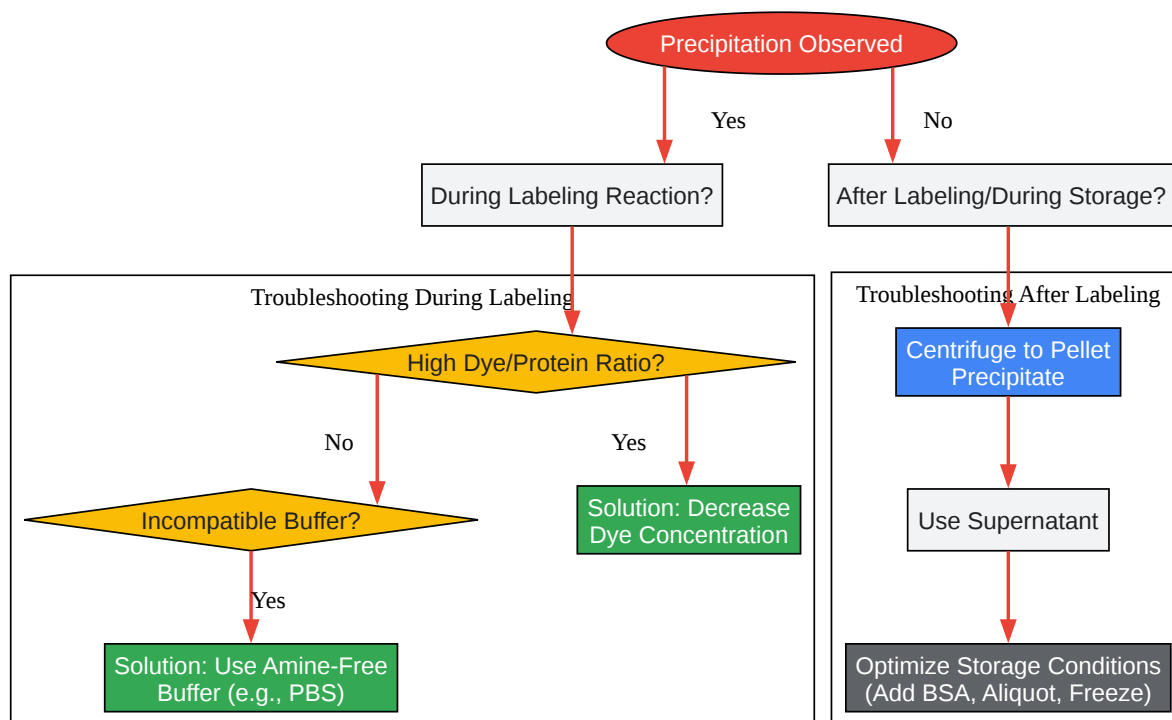 Precipitation Observed
Yes
No
During Labeling Reaction?
After Labeling/During Storage?
Troubleshooting During Labeling
High Dye/Protein Ratio?
No
Yes
Incompatible Buffer?
Solution: Decrease
Dye Concentration
Yes
Solution: Use Amine-Free
Buffer (e.g., PBS)
Troubleshooting After Labeling
Centrifuge to Pellet
Precipitate
Use Supernatant
Optimize Storage Conditions
(Add BSA, Aliquot, Freeze)